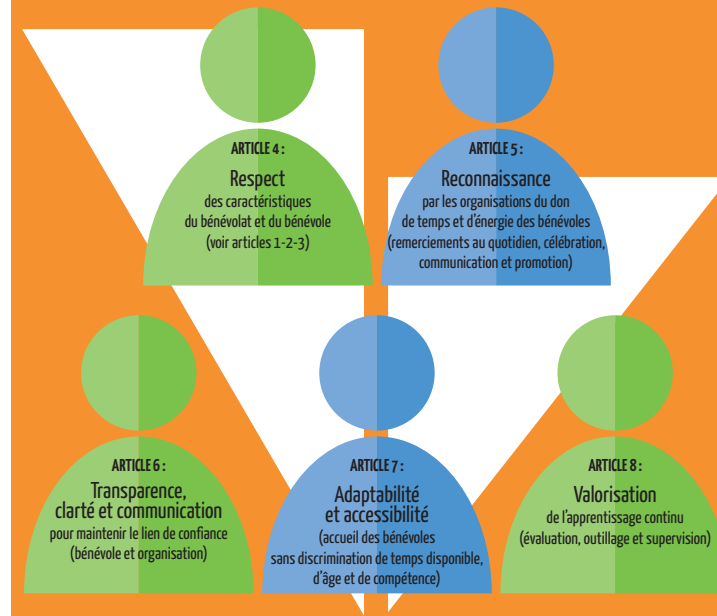 ARTICLE 4 :
Respect
des caractéristiques
du bénévolat et du bénévole
(voir articles 1-2-3)
ARTICLE 5 :
Reconnaissance
par les organisations du don
de temps et d'énergie des bénévoles
(remerciements au quotidien, célébration,
communication et promotion)
ARTICLE 6 :
Transparence,
clarté et communication
pour maintenir le lien de confiance
(bénévole et organisation)
ARTICLE 7 :
Adaptabilité
et accessibilité
(accueil des bénévoles
sans discrimination de temps disponible,
d'âge et de compétence)
ARTICLE 8 :
Valorisation
de l'apprentissage continu
(évaluation, outillage et supervision)